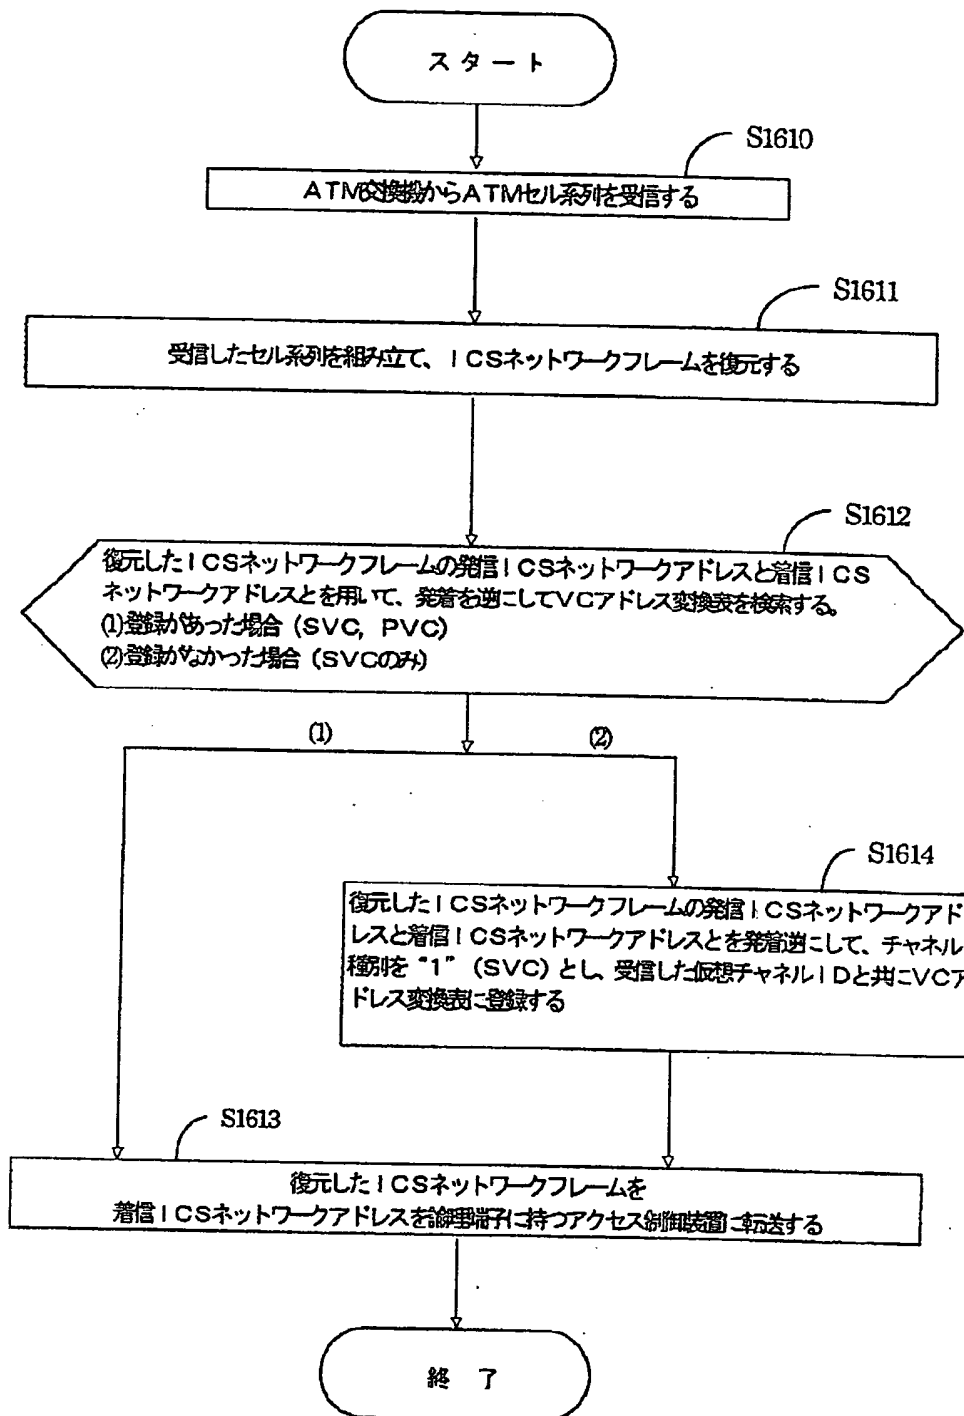 スタート
S1610
ATM交換機からATMセル系列を受信する
S1611
受信したセル系列を組み立て、ICSネットワークフレームを復元する
S1612
復元したICSネットワークフレームの発信ICSネットワークアドレスと着信ICS
ネットワークアドレスとを用いて、発着を逆にしてVCアドレス変換表を検索する。
(1)登録があった場合(SVC, PVC)
(2)登録がなかった場合(SVCのみ)
(1)
(2)
S1614
復元したICSネットワークフレームの発信ICSネットワークアド
レスと着信ICSネットワークアドレスとを発着逆にして、チャネル
種別を“1”(SVC)とし、受信した仮想チャネルIDと共にVCア
ドレス変換表に登録する
S1613
復元したICSネットワークフレームを
着信ICSネットワークアドレスを論理端子に持つアクセス制御装置に転送する
終了